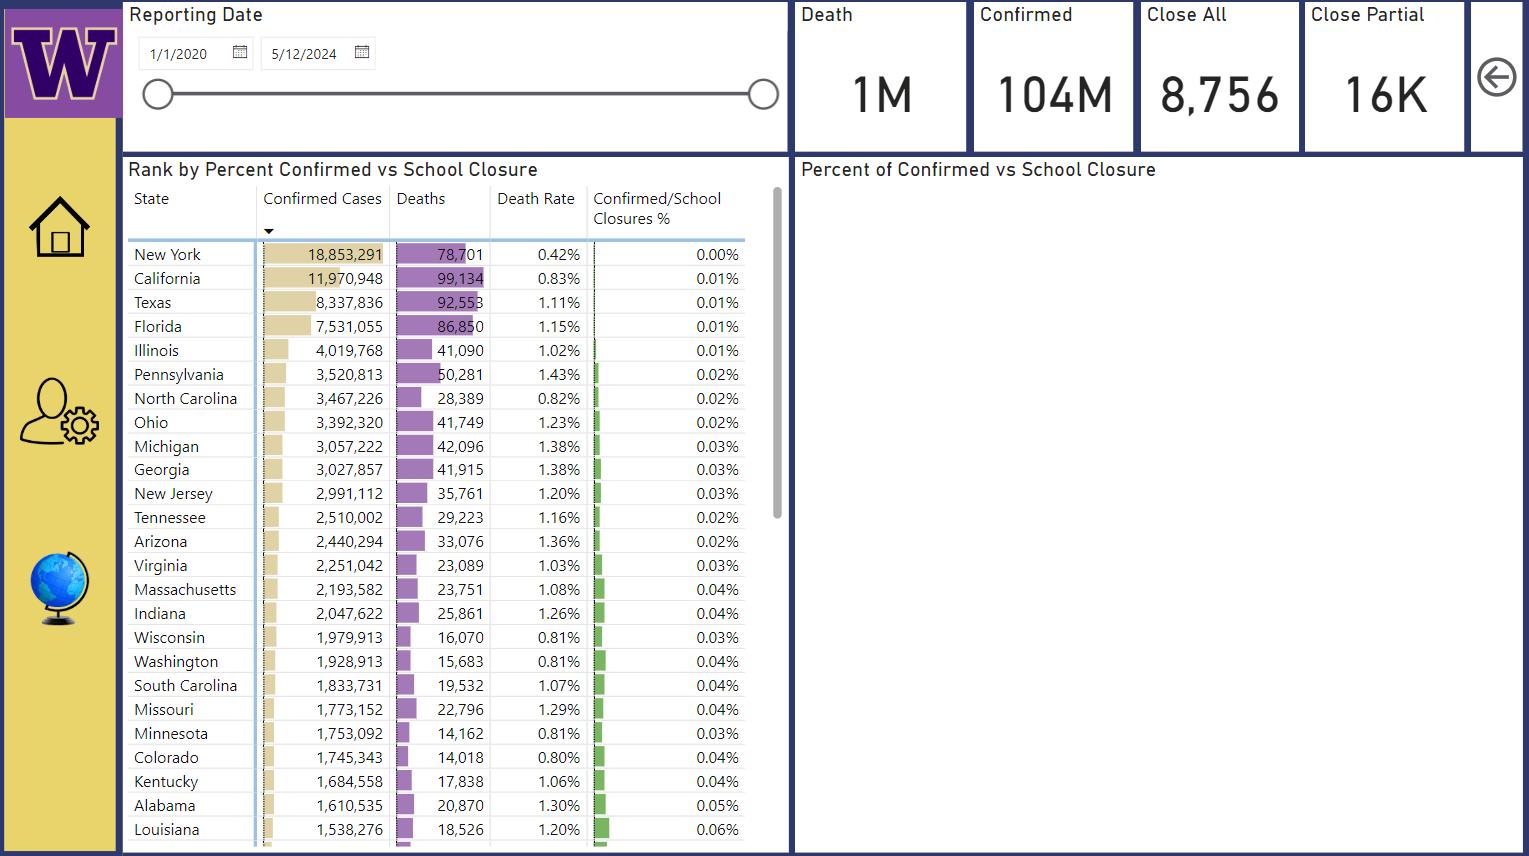 W
Reporting Date
1/1/2020 5/12/2024
Death
1M
Confirmed
104M
Close All
8,756
Close Partial
16K
Rank by Percent Confirmed vs School Closure
State Confirmed Cases Deaths Death Rate Confirmed/School
Closures %
New York 18,853,291 78,701 0.42% 0.00%
California 11,970,948 99,134 0.83% 0.01%
Texas 8,337,836 92,553 1.11% 0.01%
Florida 7,531,055 86,850 1.15% 0.01%
Illinois 4,019,768 41,090 1.02% 0.01%
Pennsylvania 3,520,813 50,281 1.43% 0.02%
North Carolina 3,467,226 28,389 0.82% 0.02%
Ohio 3,392,320 41,749 1.23% 0.02%
Michigan 3,057,222 42,096 1.38% 0.03%
Georgia 3,027,857 41,915 1.38% 0.03%
New Jersey 2,991,112 35,761 1.20% 0.03%
Tennessee 2,510,002 29,223 1.16% 0.02%
Arizona 2,440,294 33,076 1.36% 0.02%
Virginia 2,251,042 23,089 1.03% 0.03%
Massachusetts 2,193,582 23,751 1.08% 0.04%
Indiana 2,047,622 25,861 1.26% 0.04%
Wisconsin 1,979,913 16,070 0.81% 0.03%
Washington 1,928,913 15,683 0.81% 0.04%
South Carolina 1,833,731 19,532 1.07% 0.04%
Missouri 1,773,152 22,796 1.29% 0.04%
Minnesota 1,753,092 14,162 0.81% 0.03%
Colorado 1,745,343 14,018 0.80% 0.04%
Kentucky 1,684,558 17,838 1.06% 0.04%
Alabama 1,610,535 20,870 1.30% 0.05%
Louisiana 1,538,276 18,526 1.20% 0.06%
Percent of Confirmed vs School Closure